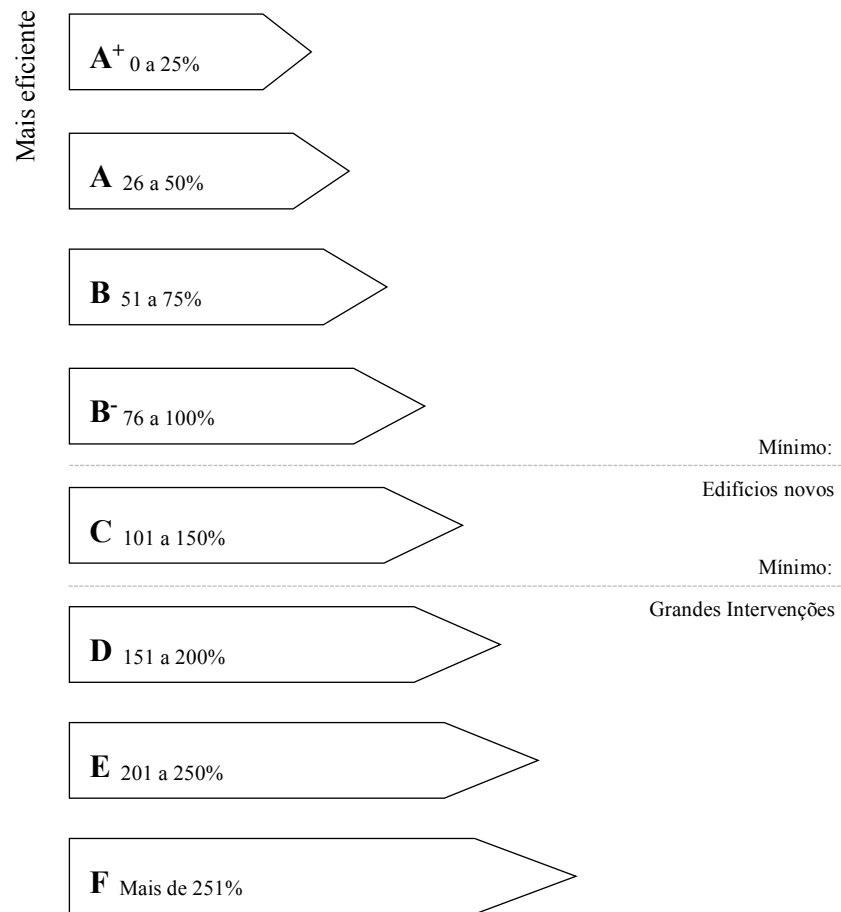 Mais eficiente
A+ 0 a 25%
A 26 a 50%
B 51 a 75%
B- 76 a 100%
Mínimo:
Edifícios novos
C 101 a 150%
Mínimo:
Grandes Intervenções
D 151 a 200%
E 201 a 250%
F Mais de 251%